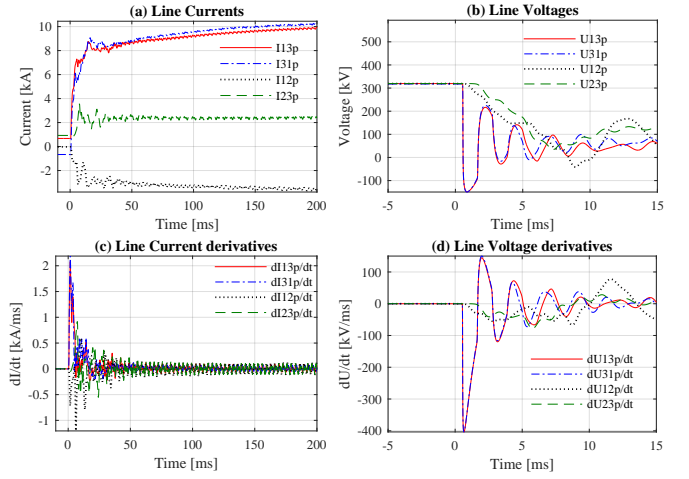 (a) Line Currents
10
8
6
4
2
0
-2
Current [kA]
I13p
I31p
I12p
I23p
0
50
100
150
200
Time [ms]
(b) Line Voltages
500
400
300
200
100
0
-100
Voltage [kV]
U13p
U31p
U12p
U23p
-5
0
5
10
15
Time [ms]
(c) Line Current derivatives
2
1.5
1
0.5
0
-0.5
-1
dI/dt [kA/ms]
dI13p/dt
dI31p/dt
dI12p/dt
dI23p/dt
0
50
100
150
200
Time [ms]
(d) Line Voltage derivatives
100
0
-100
-200
-300
-400
dU/dt [kV/ms]
dU13p/dt
dU31p/dt
dU12p/dt
dU23p/dt
-5
0
5
10
15
Time [ms]